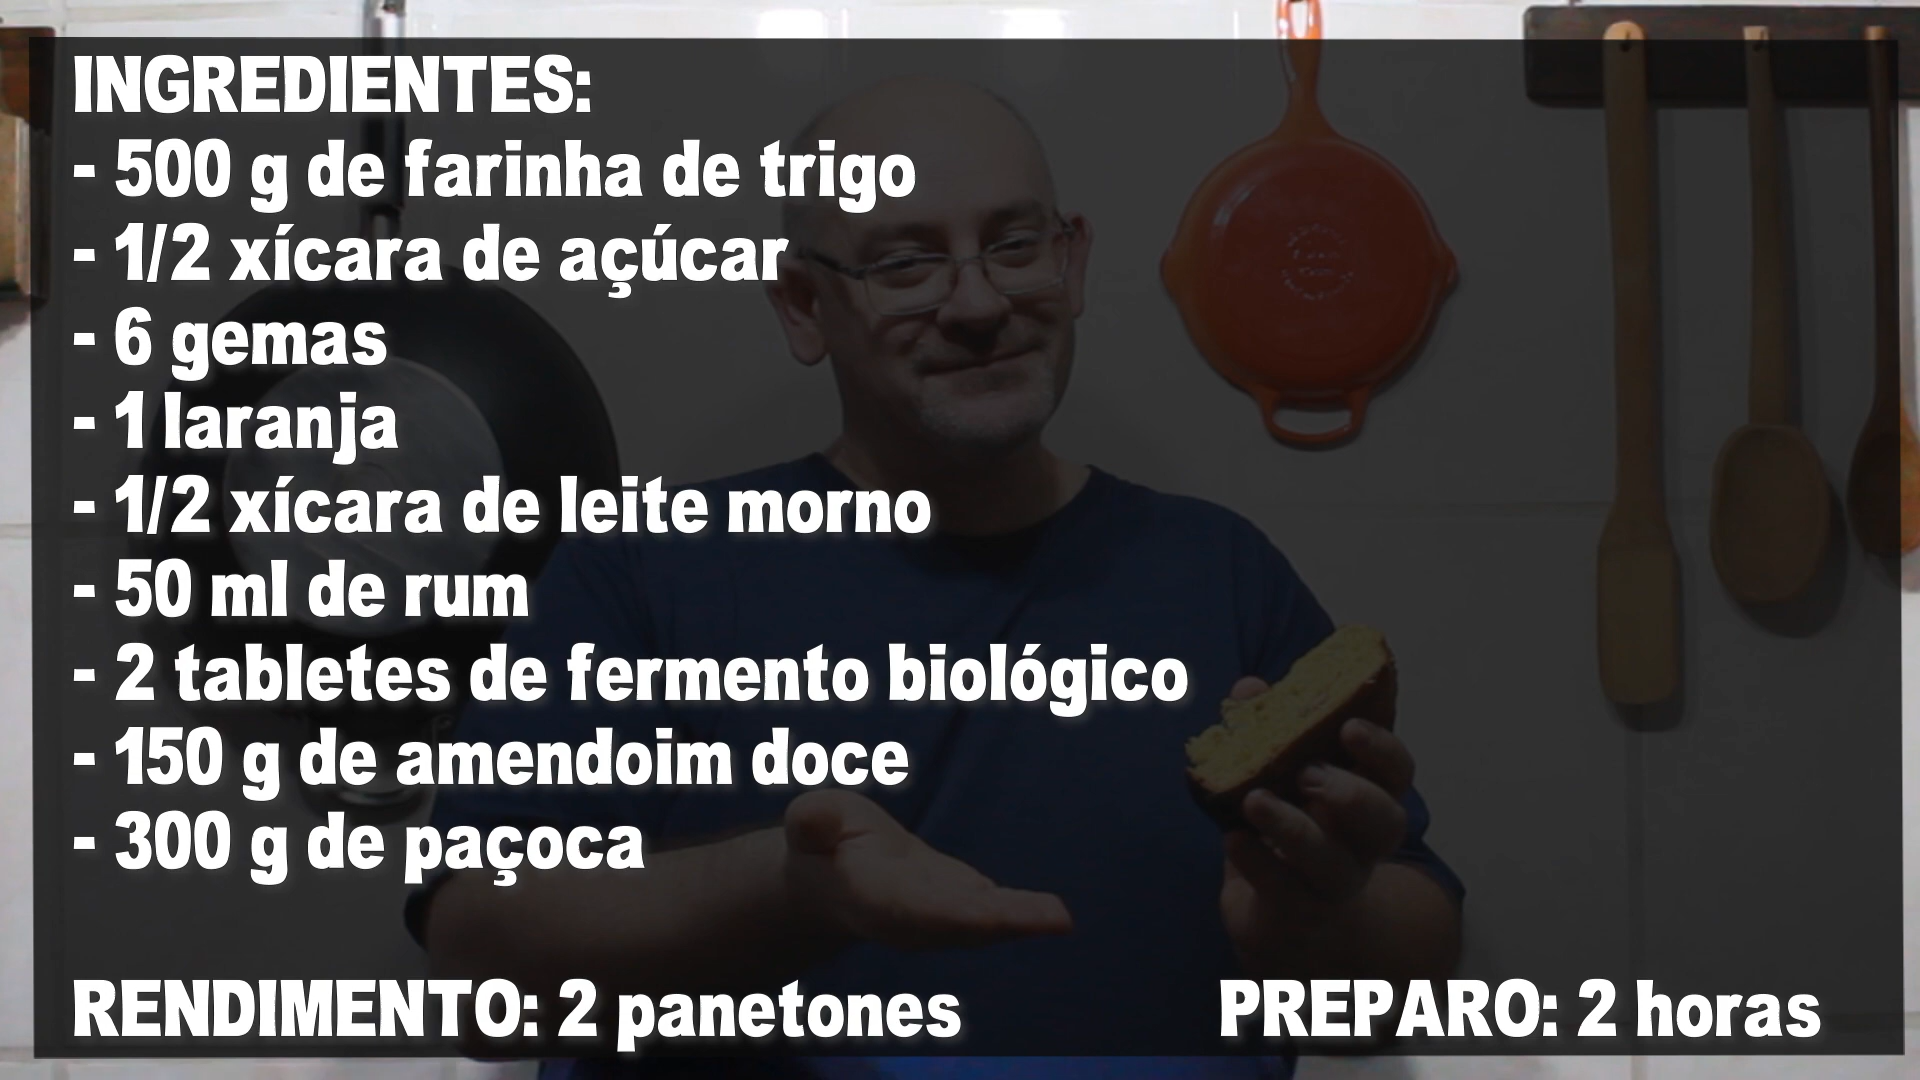 INGREDIENTES:
- 500 g de farinha de trigo
- 1/2 xícara de açúcar
- 6 gemas
- 1 laranja
- 1/2 xícara de leite morno
- 50 ml de rum
- 2 tabletes de fermento biológico
- 150 g de amendoim doce
- 300 g de paçoca
RENDIMENTO: 2 panetones
PREPARO: 2 horas